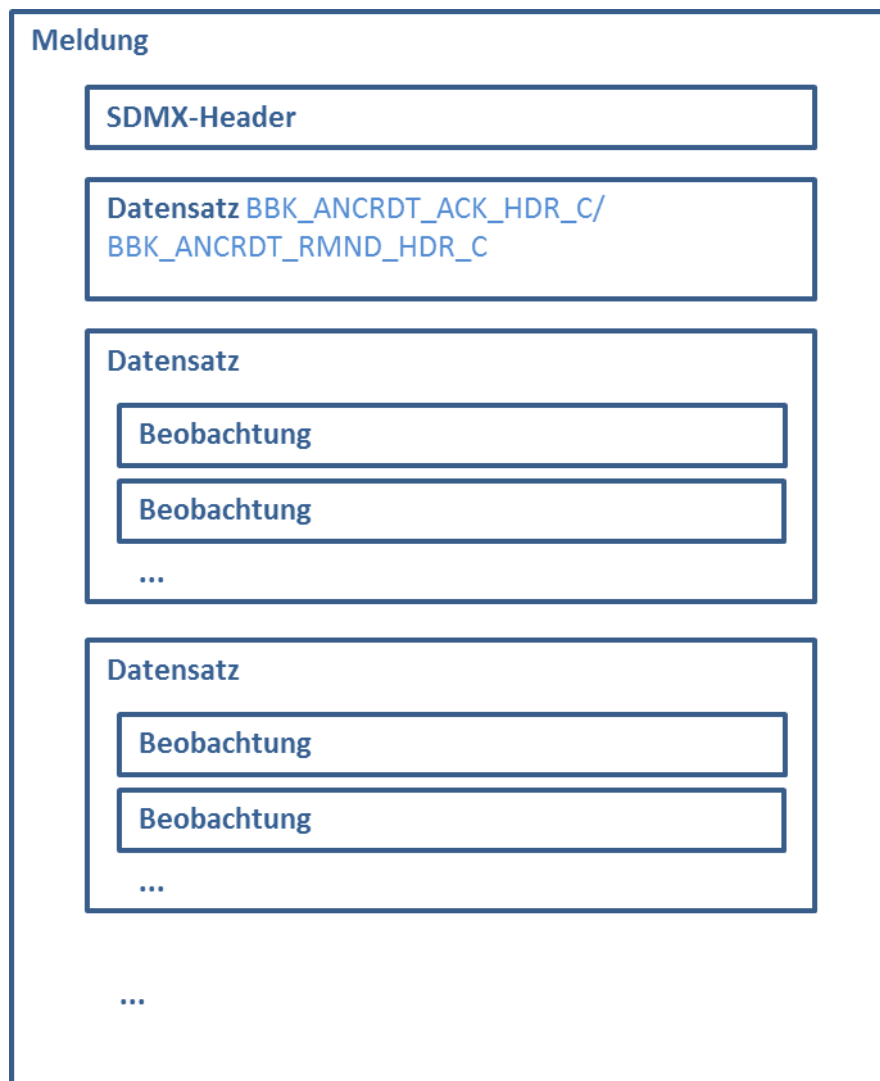 Meldung
SDMX-Header
Datensatz BBK_ANCRDT_ACK_HDR_C/
BBK_ANCRDT_RMND_HDR_C
Datensatz
Beobachtung
Beobachtung
...
Datensatz
Beobachtung
Beobachtung
...
...